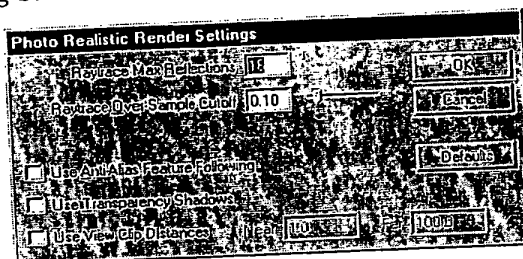 Photo Realistic Render Settings
Raytrace Max Reflections
OK
Raytrace Over Sample Cutoff 0.10
Cancel
Use Anti-Alias Feature Following
Defaults
Use Transparency Shadows
Use View Clip Distances Near